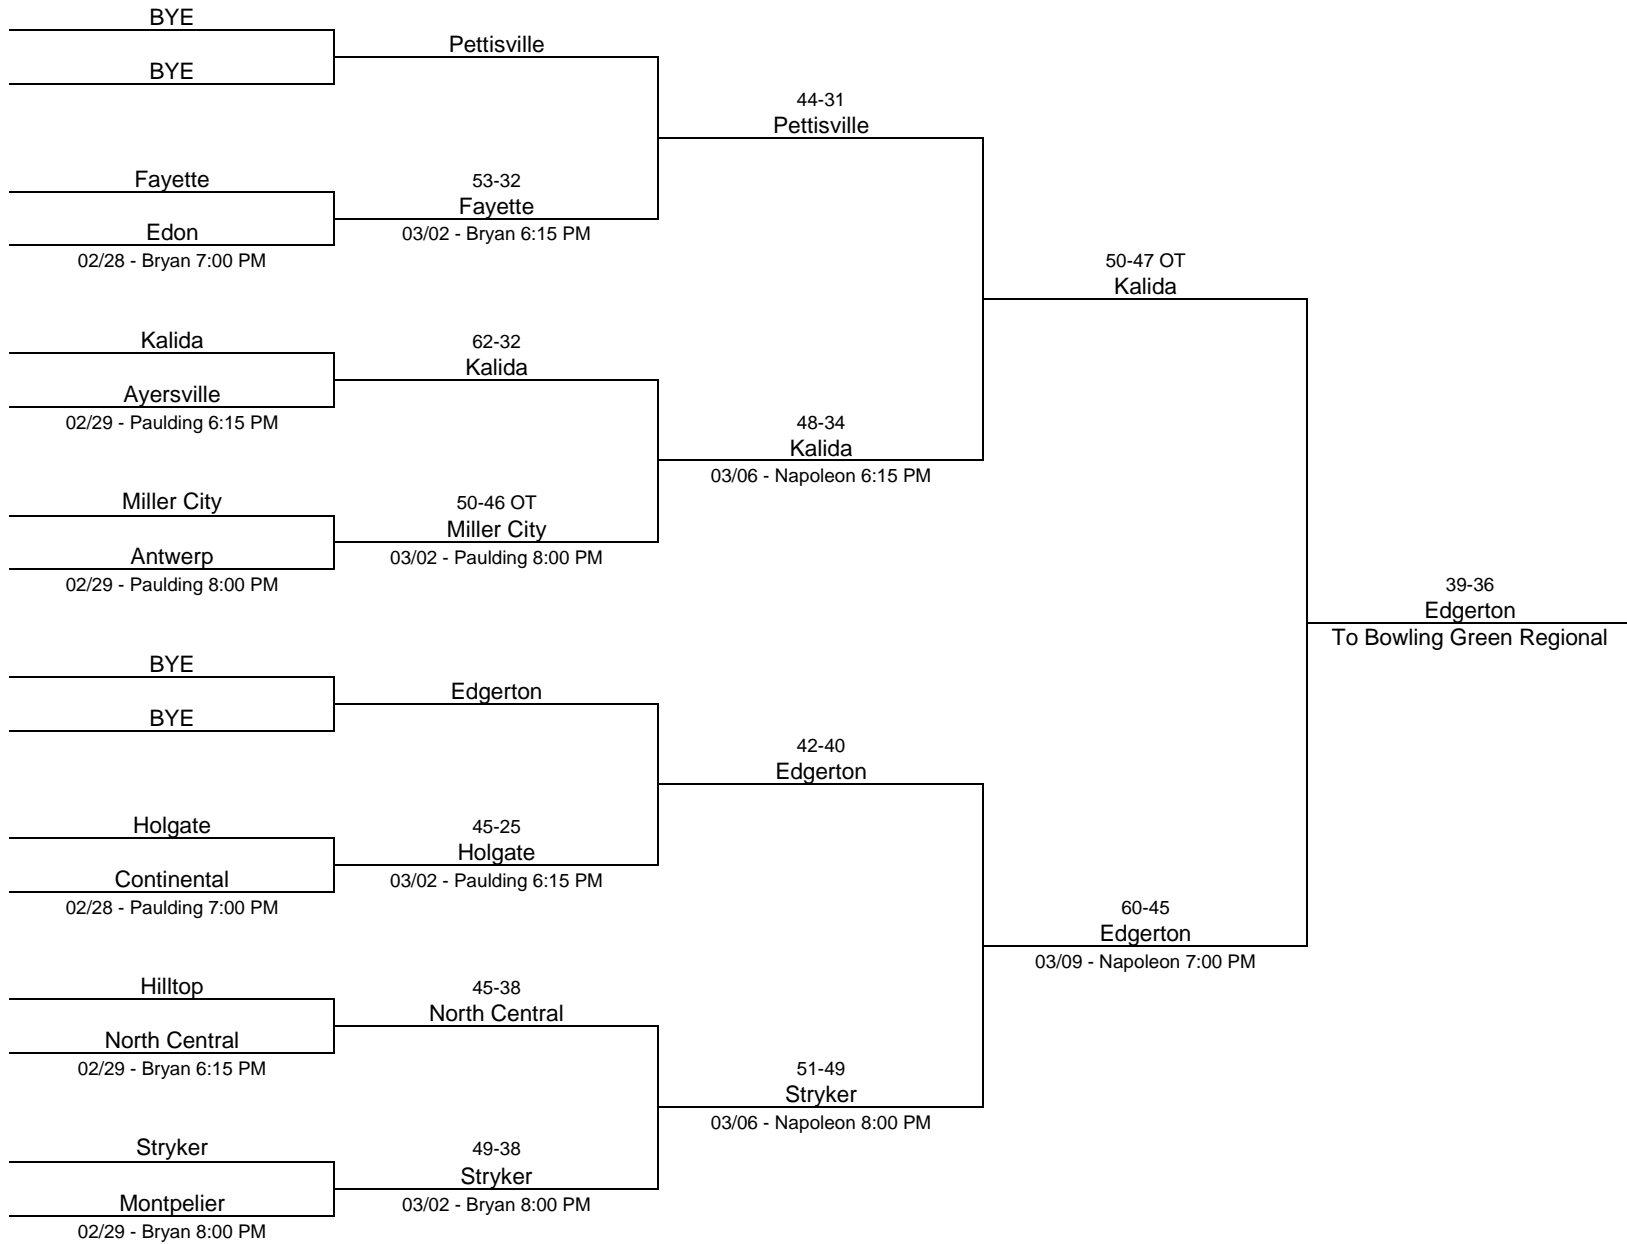 BYE
BYE
Pettisville
Fayette
Edon
02/28 - Bryan 7:00 PM
53-32
Fayette
03/02 - Bryan 6:15 PM
44-31
Pettisville
Kalida
Ayersville
02/29 - Paulding 6:15 PM
62-32
Kalida
Miller City
Antwerp
02/29 - Paulding 8:00 PM
50-46 OT
Miller City
03/02 - Paulding 8:00 PM
48-34
Kalida
03/06 - Napoleon 6:15 PM
50-47 OT
Kalida
BYE
BYE
Edgerton
Holgate
Continental
02/28 - Paulding 7:00 PM
45-25
Holgate
03/02 - Paulding 6:15 PM
42-40
Edgerton
Hilltop
North Central
02/29 - Bryan 6:15 PM
45-38
North Central
Stryker
Montpelier
02/29 - Bryan 8:00 PM
49-38
Stryker
03/02 - Bryan 8:00 PM
51-49
Stryker
03/06 - Napoleon 8:00 PM
60-45
Edgerton
03/09 - Napoleon 7:00 PM
39-36
Edgerton
To Bowling Green Regional